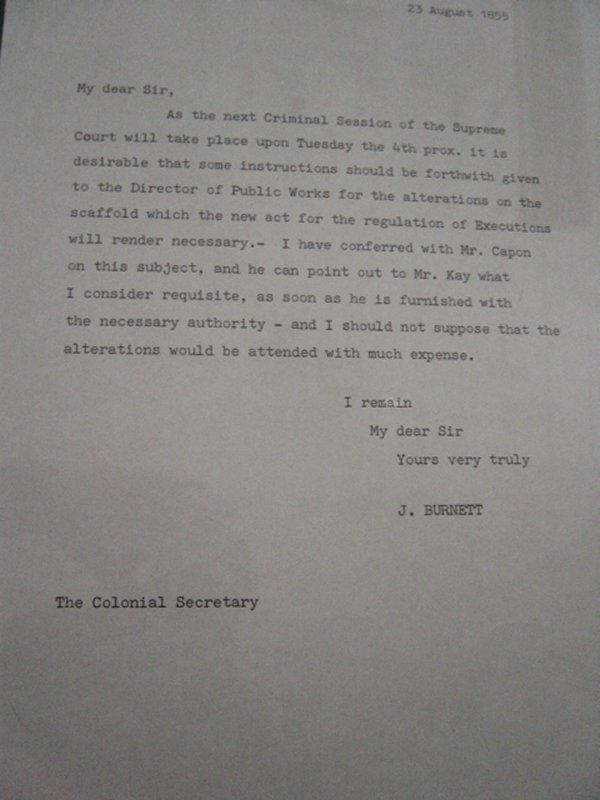 23 August 1855
My dear Sir,
As the next Criminal Session of the Supreme
Court will take place upon Tuesday the 4th prox. it is
desirable that some instructions should be forthwith given
to the Director of Public Works for the alterations on the
scaffold which the new act for the regulation of Executions
will render necessary.- I have conferred with Mr. Capon
on this subject, and he can point out to Mr. Kay what
I consider requisite, as soon as he is furnished with
the necessary authority - and I should not suppose that the
alterations would be attended with much expense.
I remain
My dear Sir
Yours very truly
J. BURNETT
The Colonial Secretary